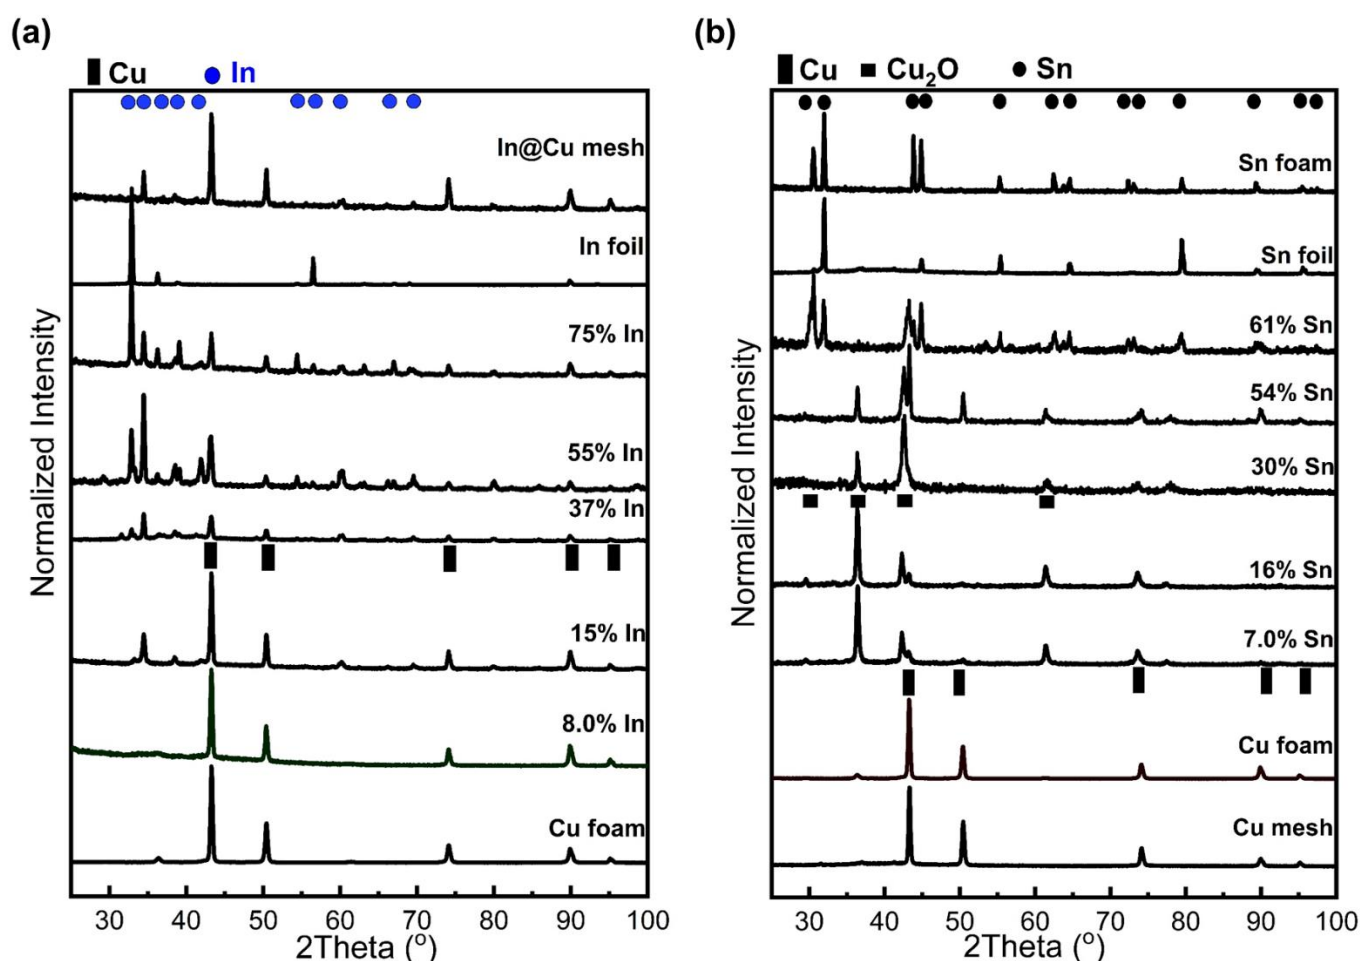 (a)
Cu In
In@Cu mesh
In foil
75% In
55% In
37% In
15% In
8.0% In
Cu foam
Normalized Intensity
30 40 50 60 70 80 90 100
2Theta (°)
(b)
Cu Cu₂O Sn
Sn foam
Sn foil
61% Sn
54% Sn
30% Sn
16% Sn
7.0% Sn
Cu foam
Cu mesh
Normalized Intensity
30 40 50 60 70 80 90 100
2Theta (°)